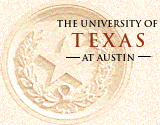 THE UNIVERSITY OF
TEXAS
AT AUSTIN